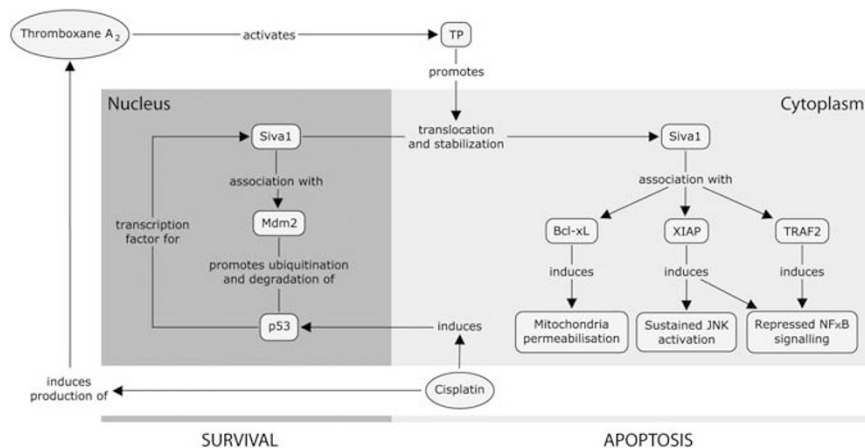 Thromboxane A2
activates
TP
promotes
Nucleus
Cytoplasm
Siva1
translocation
and stabilization
Siva1
association with
association with
transcription
factor for
Mdm2
Bcl-xL
XIAP
TRAF2
promotes ubiquitination
and degradation of
induces
induces
induces
p53
induces
Mitochondria
permeabilisation
Sustained JNK
activation
Repressed NFκB
signalling
induces
production of
Cisplatin
SURVIVAL
APOPTOSIS